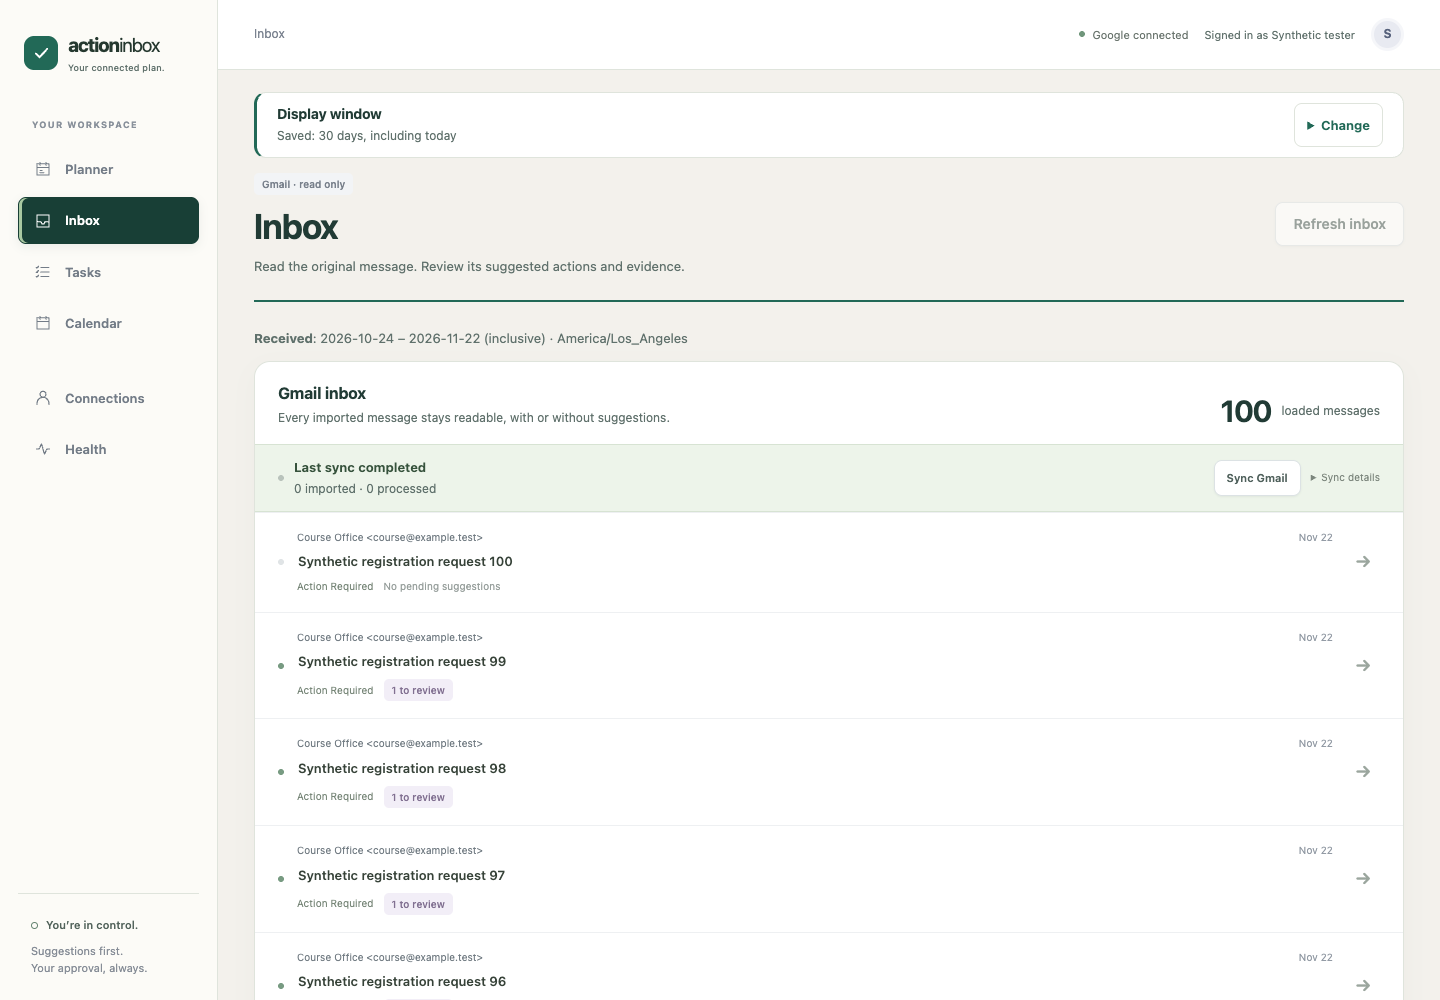 actioninbox
Your connected plan.
YOUR WORKSPACE
Planner
Inbox
Tasks
Calendar
Connections
Health
You're in control.
Suggestions first.
Your approval, always.
Inbox
Google connected
Signed in as Synthetic tester
S
Display window
Saved: 30 days, including today
Change
Gmail · read only
Inbox
Refresh inbox
Read the original message. Review its suggested actions and evidence.
Received: 2026-10-24 – 2026-11-22 (inclusive) · America/Los_Angeles
Gmail inbox
Every imported message stays readable, with or without suggestions.
100 loaded messages
Last sync completed
0 imported · 0 processed
Sync Gmail
Sync details
Course Office <course@example.test>
Nov 22
Synthetic registration request 100
Action Required No pending suggestions
Course Office <course@example.test>
Nov 22
Synthetic registration request 99
Action Required 1 to review
Course Office <course@example.test>
Nov 22
Synthetic registration request 98
Action Required 1 to review
Course Office <course@example.test>
Nov 22
Synthetic registration request 97
Action Required 1 to review
Course Office <course@example.test>
Nov 22
Synthetic registration request 96